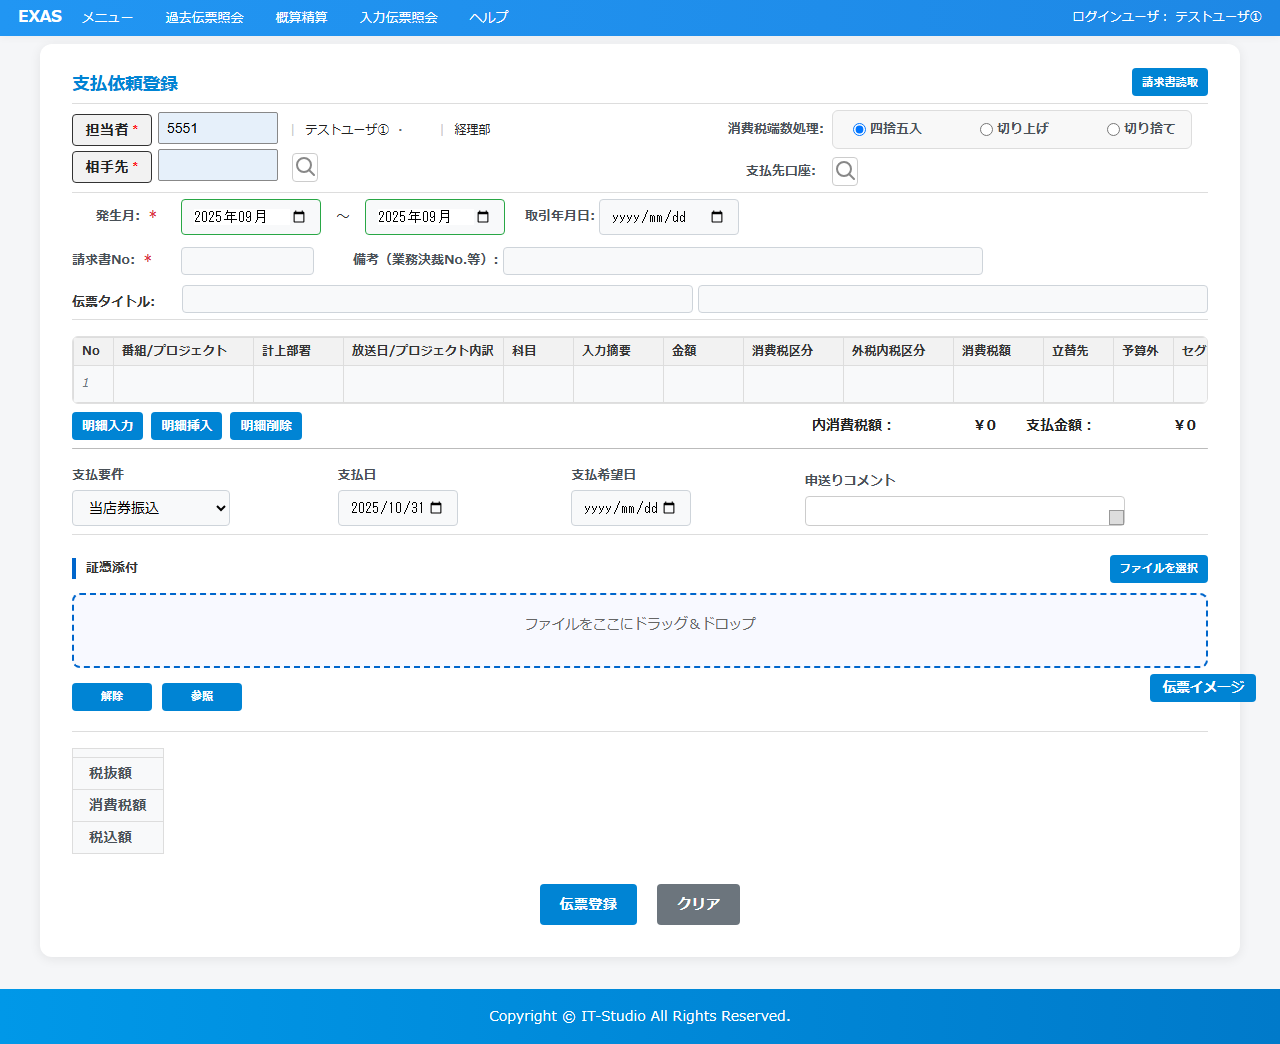 EXAS メニュー 過去伝票照会 概算精算 入力伝票照会 ヘルプ ログインユーザ： テストユーザ①
支払依頼登録 請求書読取
担当者 * 5551 | テストユーザ① ・ | 経理部 消費税端数処理: 四捨五入 切り上げ 切り捨て
相手先 * 支払先口座:
発生月: * 2025年09月 ～ 2025年09月 取引年月日: yyyy/mm/dd
請求書No: * 備考（業務決裁No.等）:
伝票タイトル:
No 番組/プロジェクト 計上部署 放送日/プロジェクト内訳 科目 入力摘要 金額 消費税区分 外税内税区分 消費税額 立替先 予算外 セグ
1
明細入力 明細挿入 明細削除 内消費税額： ¥0 支払金額： ¥0
支払要件 支払日 支払希望日 申送りコメント
当店券振込 2025/10/31 yyyy/mm/dd
証憑添付 ファイルを選択
ファイルをここにドラッグ＆ドロップ
解除 参照 伝票イメージ
税抜額
消費税額
税込額
伝票登録 クリア
Copyright © IT-Studio All Rights Reserved.